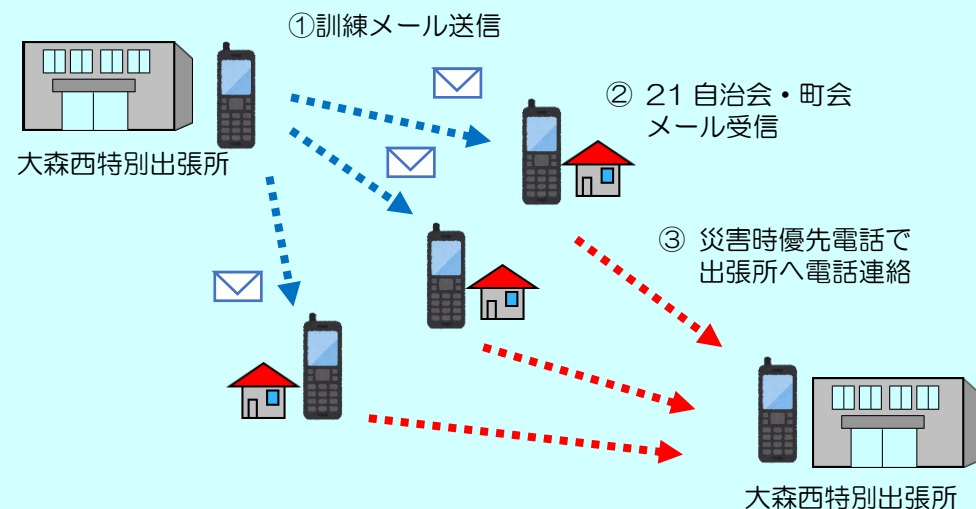 ①訓練メール送信
大森西特別出張所
② 21自治会・町会
メール受信
③ 災害時優先電話で
出張所へ電話連絡
大森西特別出張所